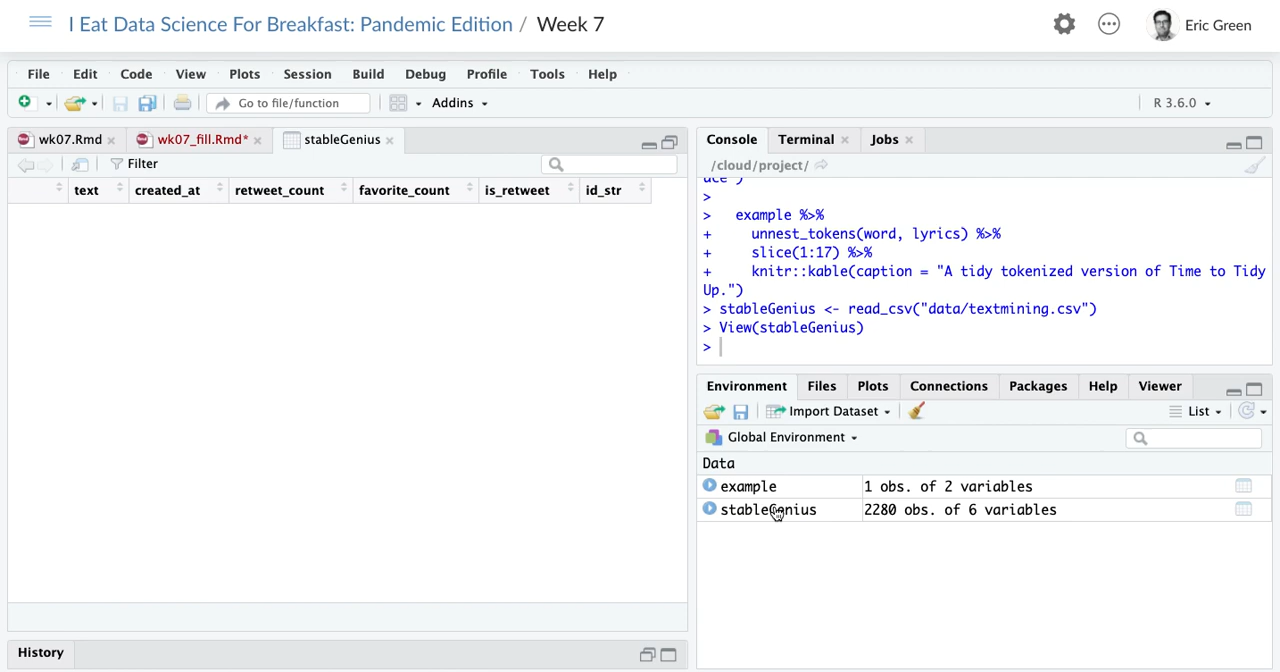 I Eat Data Science For Breakfast: Pandemic Edition / Week 7
Eric Green
File Edit Code View Plots Session Build Debug Profile Tools Help
Go to file/function Addins R 3.6.0
wk07.Rmd wk07_fill.Rmd* stableGenius
Filter
text created_at retweet_count favorite_count is_retweet id_str
History
Console Terminal Jobs
/cloud/project/
>
> example %>%
+ unnest_tokens(word, lyrics) %>%
+ slice(1:17) %>%
+ knitr::kable(caption = "A tidy tokenized version of Time to Tidy
Up.")
> stableGenius <- read_csv("data/textmining.csv")
> View(stableGenius)
>
Environment Files Plots Connections Packages Help Viewer
Import Dataset List
Global Environment
Data
example 1 obs. of 2 variables
stableGenius 2280 obs. of 6 variables